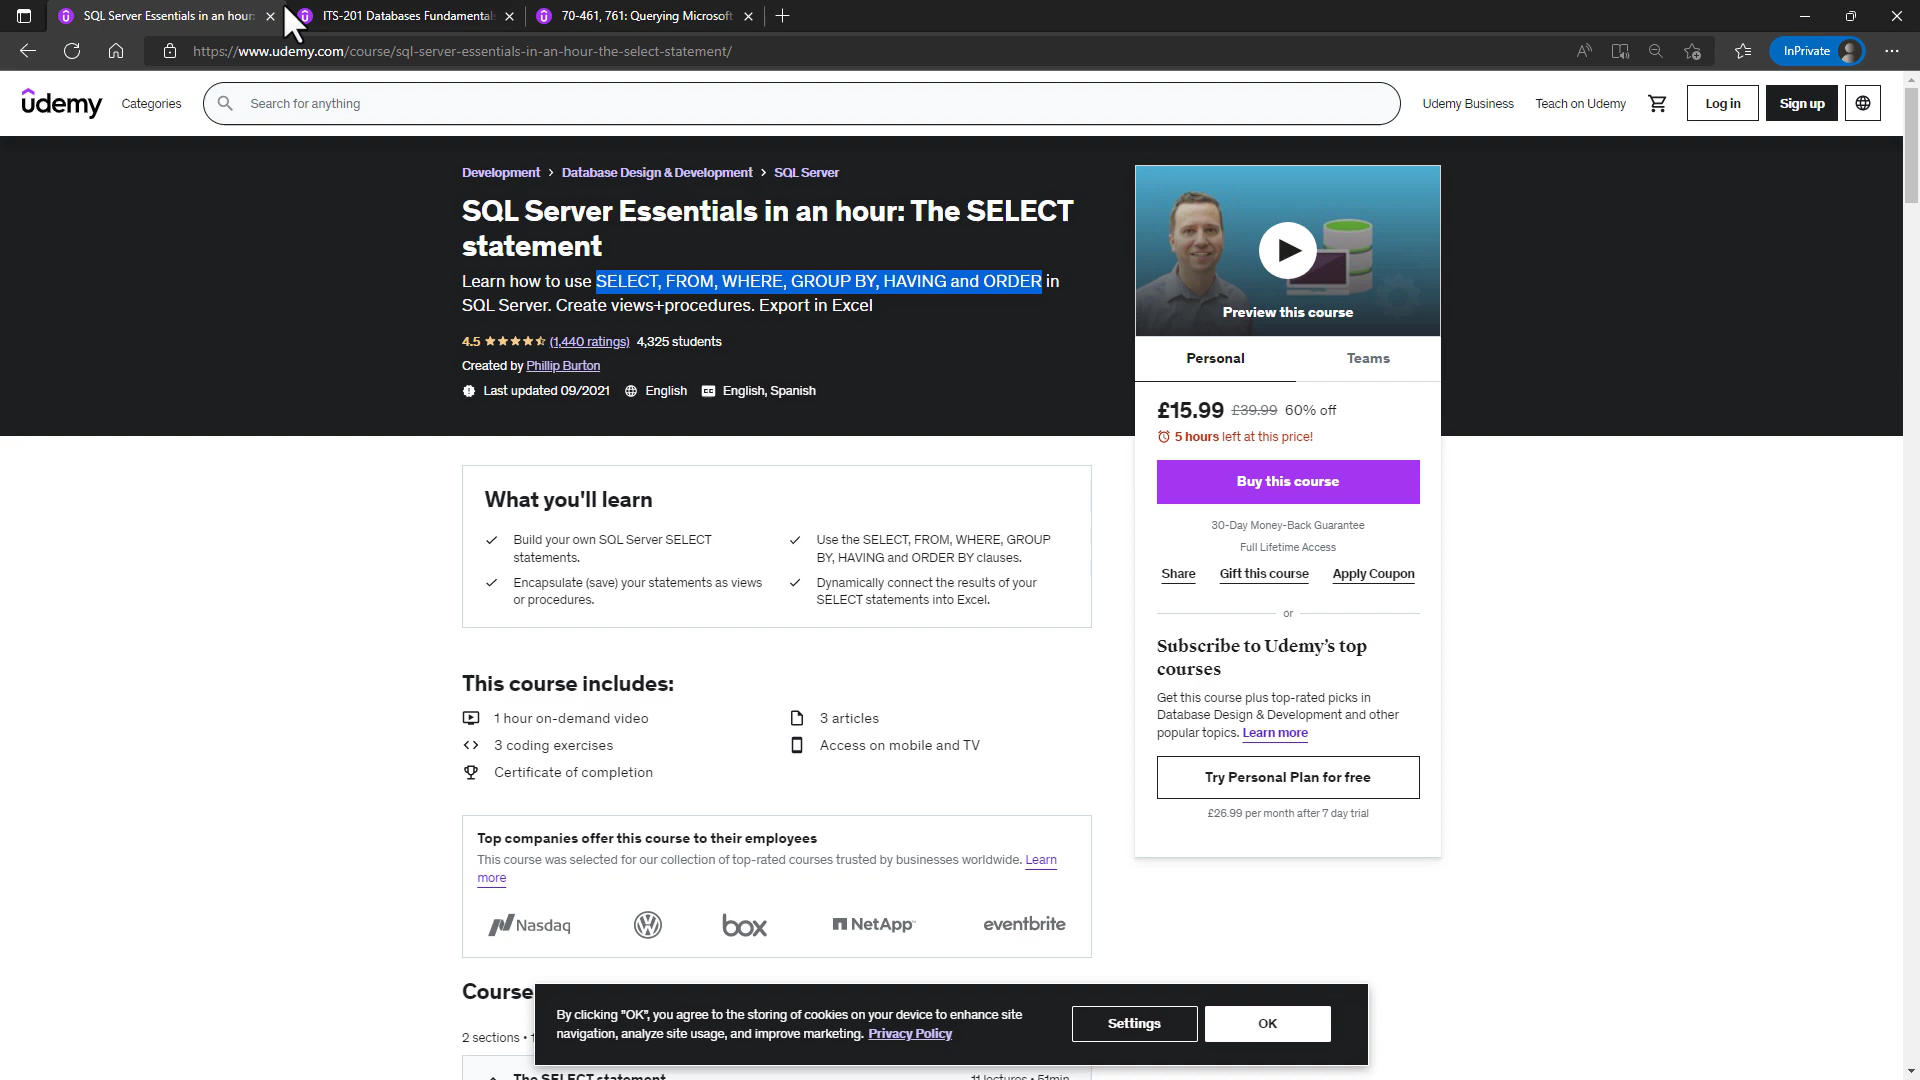 SQL Server Essentials in an hour:
ITS-201 Databases Fundamentals
70-461, 761: Querying Microsoft
https://www.udemy.com/course/sql-server-essentials-in-an-hour-the-select-statement/
InPrivate
udemy
Categories
Search for anything
Udemy Business
Teach on Udemy
Log in
Sign up
Development > Database Design & Development > SQL Server
SQL Server Essentials in an hour: The SELECT
statement
Learn how to use SELECT, FROM, WHERE, GROUP BY, HAVING and ORDER in
SQL Server. Create views+procedures. Export in Excel
4.5 (1,440 ratings) 4,325 students
Created by Phillip Burton
Last updated 09/2021 English CC English, Spanish
Preview this course
Personal
Teams
£15.99 £39.99 60% off
5 hours left at this price!
Buy this course
30-Day Money-Back Guarantee
Full Lifetime Access
Share
Gift this course
Apply Coupon
or
Subscribe to Udemy's top
courses
Get this course plus top-rated picks in
Database Design & Development and other
popular topics. Learn more
Try Personal Plan for free
£26.99 per month after 7 day trial
What you'll learn
Build your own SQL Server SELECT
statements.
Encapsulate (save) your statements as views
or procedures.
Use the SELECT, FROM, WHERE, GROUP
BY, HAVING and ORDER BY clauses.
Dynamically connect the results of your
SELECT statements into Excel.
This course includes:
1 hour on-demand video
3 coding exercises
Certificate of completion
3 articles
Access on mobile and TV
Top companies offer this course to their employees
This course was selected for our collection of top-rated courses trusted by businesses worldwide. Learn
more
Nasdaq
box
NetApp
eventbrite
Course
2 sections •
By clicking "OK", you agree to the storing of cookies on your device to enhance site
navigation, analyze site usage, and improve marketing. Privacy Policy
Settings
OK
The SELECT statement
11 lectures • 51min